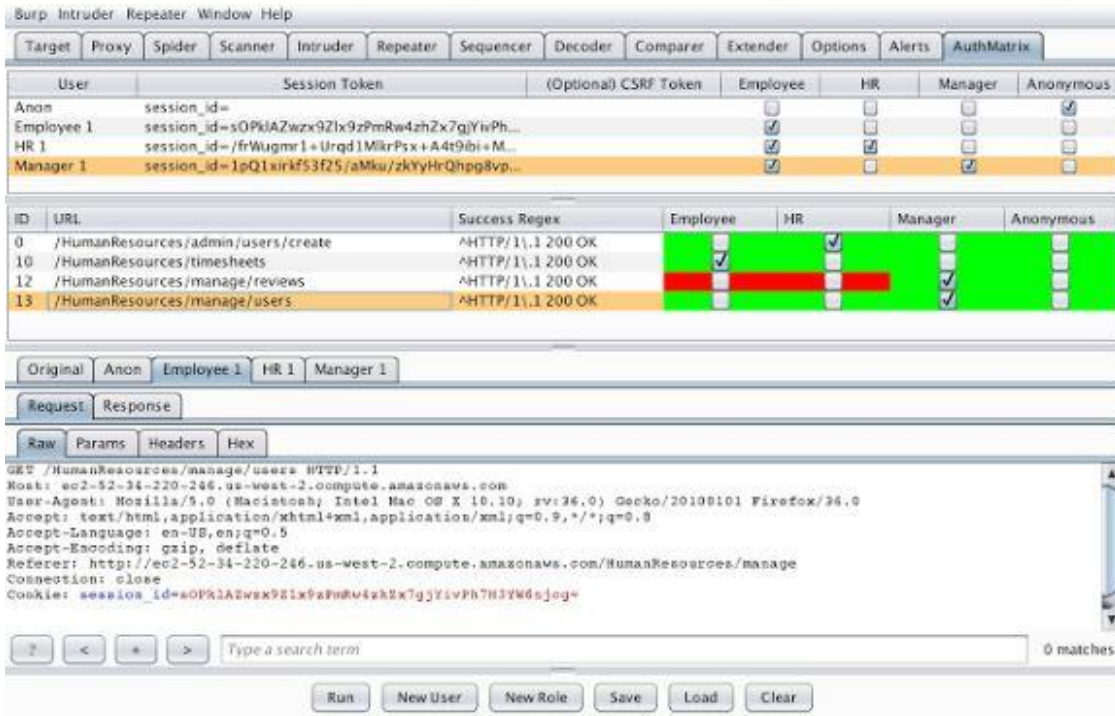 Burp Intruder Repeater Window Help
Target Proxy Spider Scanner Intruder Repeater Sequencer Decoder Comparer Extender Options Alerts AuthMatrix
User Session Token (Optional) CSRF Token Employee HR Manager Anonymous
Anon session_id=
Employee 1 session_id=sOPklAZwzx9Zlx9zPmRw4zhZx7gjYivPh...
HR 1 session_id=/frWugmr1+Urqd1MlkrPsx+A4t9ibi+M...
Manager 1 session_id=1pQ1xirkf53f25/aMku/zkYyHrQhpg8vp...
ID URL Success Regex Employee HR Manager Anonymous
0 /HumanResources/admin/users/create ^HTTP/1\.1 200 OK
10 /HumanResources/timesheets ^HTTP/1\.1 200 OK
12 /HumanResources/manage/reviews ^HTTP/1\.1 200 OK
13 /HumanResources/manage/users ^HTTP/1\.1 200 OK
Original Anon Employee 1 HR 1 Manager 1
Request Response
Raw Params Headers Hex
GET /HumanResources/manage/users HTTP/1.1
Host: ec2-52-34-220-246.us-west-2.compute.amazonaws.com
User-Agent: Mozilla/5.0 (Macintosh; Intel Mac OS X 10.10; rv:36.0) Gecko/20100101 Firefox/36.0
Accept: text/html,application/xhtml+xml,application/xml;q=0.9,*/*;q=0.8
Accept-Language: en-US,en;q=0.5
Accept-Encoding: gzip, deflate
Referer: http://ec2-52-34-220-246.us-west-2.compute.amazonaws.com/HumanResources/manage
Connection: close
Cookie: session_id=sOPklAZwzx9Zlx9zPmRw4zhZx7gjYivPh7H3YW6sjog=
? < + > Type a search term 0 matches
Run New User New Role Save Load Clear